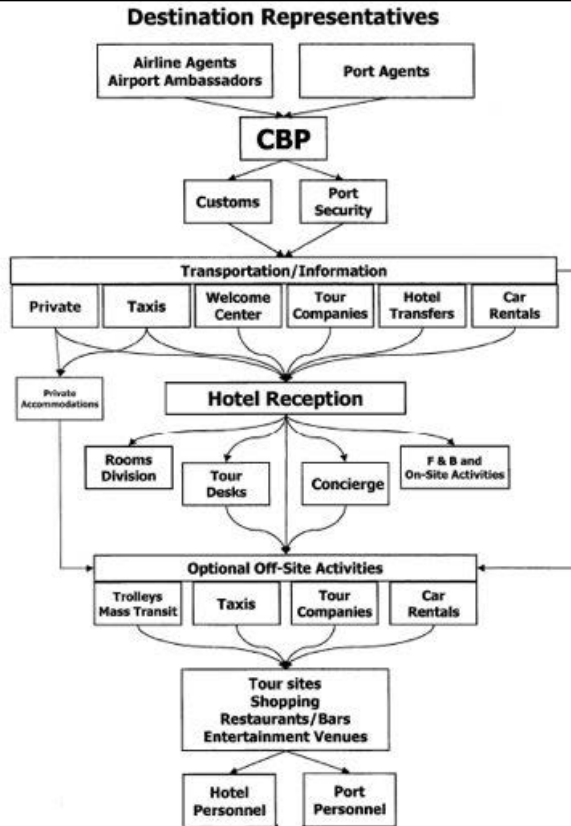 Destination Representatives
Airline Agents
Airport Ambassadors
Port Agents
CBP
Customs
Port
Security
Transportation/Information
Private
Taxis
Welcome
Center
Tour
Companies
Hotel
Transfers
Car
Rentals
Private
Accommodations
Hotel Reception
Rooms
Division
Tour
Desks
Concierge
F & B and
On-Site Activities
Optional Off-Site Activities
Trolleys
Mass Transit
Taxis
Tour
Companies
Car
Rentals
Tour sites
Shopping
Restaurants/Bars
Entertainment Venues
Hotel
Personnel
Port
Personnel